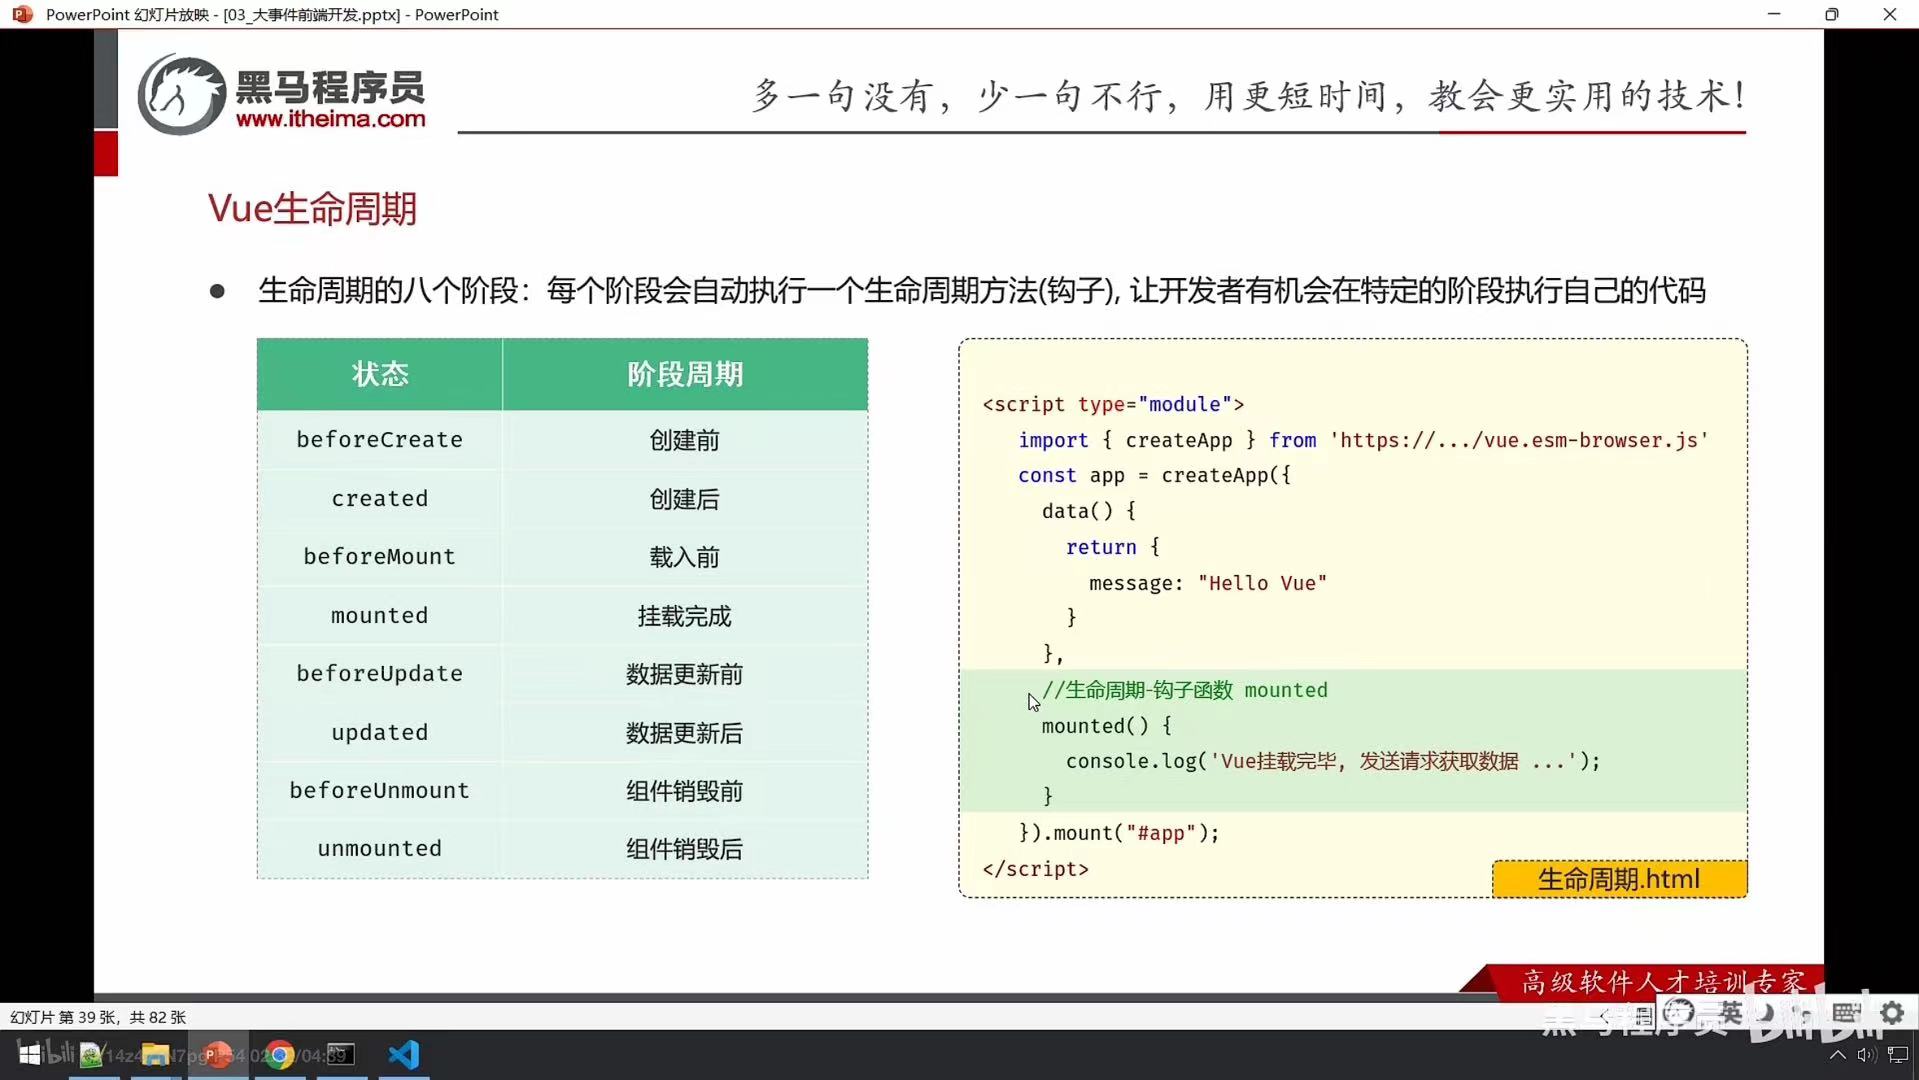 PowerPoint 幻灯片放映 - [03_大事件前端开发.pptx] - PowerPoint
黑马程序员
www.itheima.com
多一句没有，少一句不行，用更短时间，教会更实用的技术！
Vue生命周期
● 生命周期的八个阶段：每个阶段会自动执行一个生命周期方法(钩子), 让开发者有机会在特定的阶段执行自己的代码
状态 阶段周期
beforeCreate 创建前
created 创建后
beforeMount 载入前
mounted 挂载完成
beforeUpdate 数据更新前
updated 数据更新后
beforeUnmount 组件销毁前
unmounted 组件销毁后
<script type="module">
import { createApp } from 'https://.../vue.esm-browser.js'
const app = createApp({
data() {
return {
message: "Hello Vue"
}
},
//生命周期-钩子函数 mounted
mounted() {
console.log('Vue挂载完毕, 发送请求获取数据 ...');
}
}).mount("#app");
</script>
生命周期.html
高级软件人才培训专家
幻灯片 第 39 张，共 82 张
黑马程序员
英
bilibili
bilibili